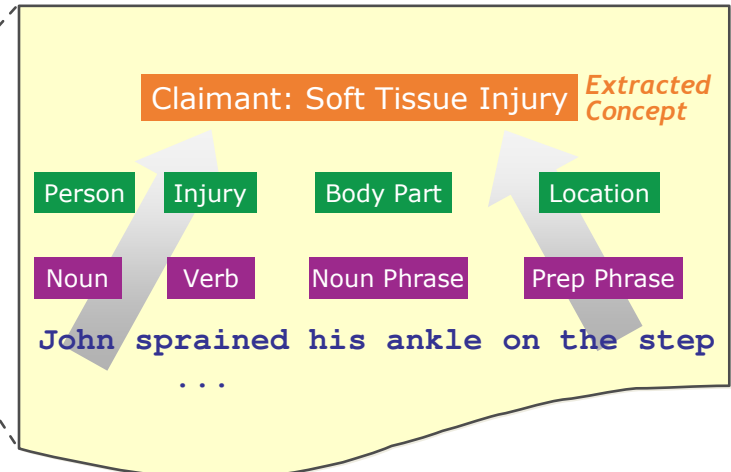 Claimant: Soft Tissue Injury
Extracted
Concept
Person Injury Body Part Location
Noun Verb Noun Phrase Prep Phrase
John sprained his ankle on the step
...